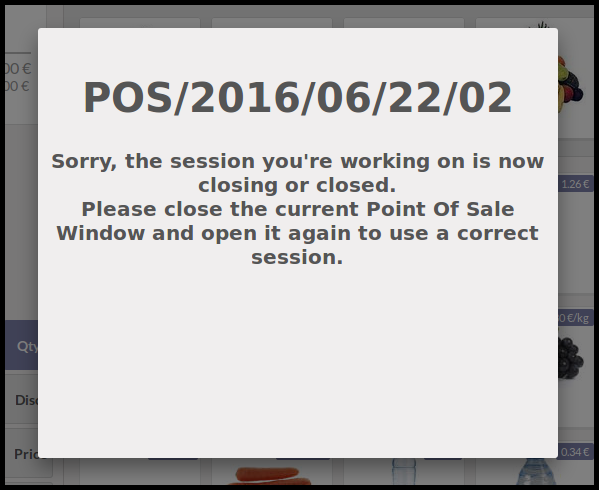 POS/2016/06/22/02
Sorry, the session you're working on is now
closing or closed.
Please close the current Point Of Sale
Window and open it again to use a correct
session.
00 €
00 €
1.26 €
0 €/kg
Qty
Disc
Price
0.34 €